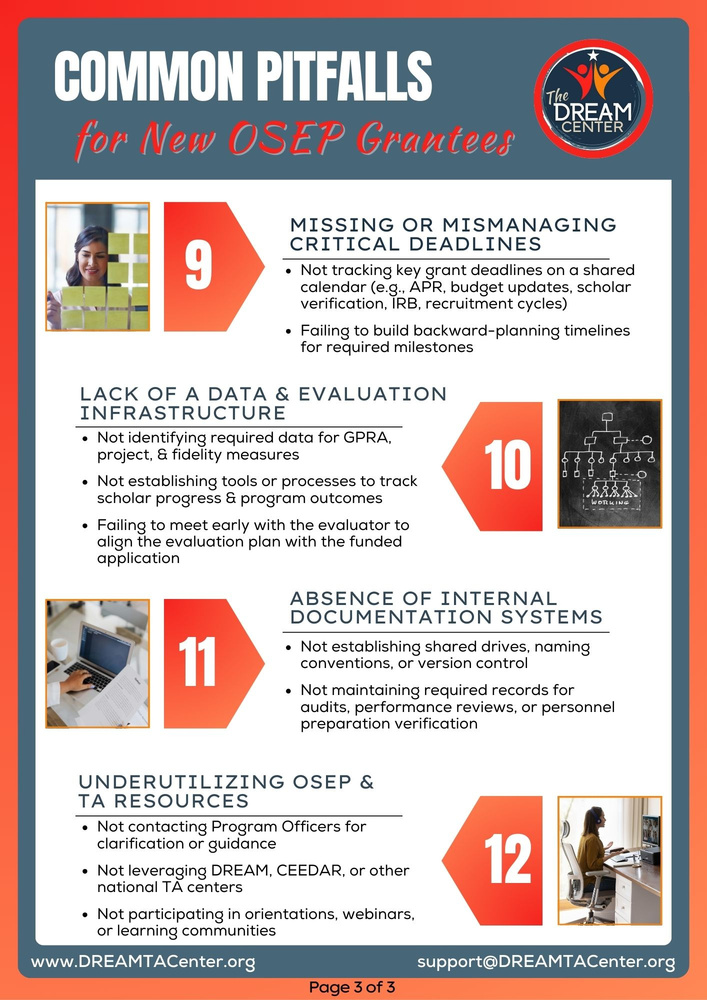 COMMON PITFALLS
for New OSEP Grantees
The
DREAM
CENTER
9
MISSING OR MISMANAGING
CRITICAL DEADLINES
• Not tracking key grant deadlines on a shared
calendar (e.g., APR, budget updates, scholar
verification, IRB, recruitment cycles)
• Failing to build backward-planning timelines
for required milestones
LACK OF A DATA & EVALUATION
INFRASTRUCTURE
• Not identifying required data for GPRA,
project, & fidelity measures
• Not establishing tools or processes to track
scholar progress & program outcomes
• Failing to meet early with the evaluator to
align the evaluation plan with the funded
application
10
WORKING
11
ABSENCE OF INTERNAL
DOCUMENTATION SYSTEMS
• Not establishing shared drives, naming
conventions, or version control
• Not maintaining required records for
audits, performance reviews, or personnel
preparation verification
UNDERUTILIZING OSEP &
TA RESOURCES
• Not contacting Program Officers for
clarification or guidance
• Not leveraging DREAM, CEEDAR, or other
national TA centers
• Not participating in orientations, webinars,
or learning communities
12
www.DREAMTACenter.org
support@DREAMTACenter.org
Page 3 of 3